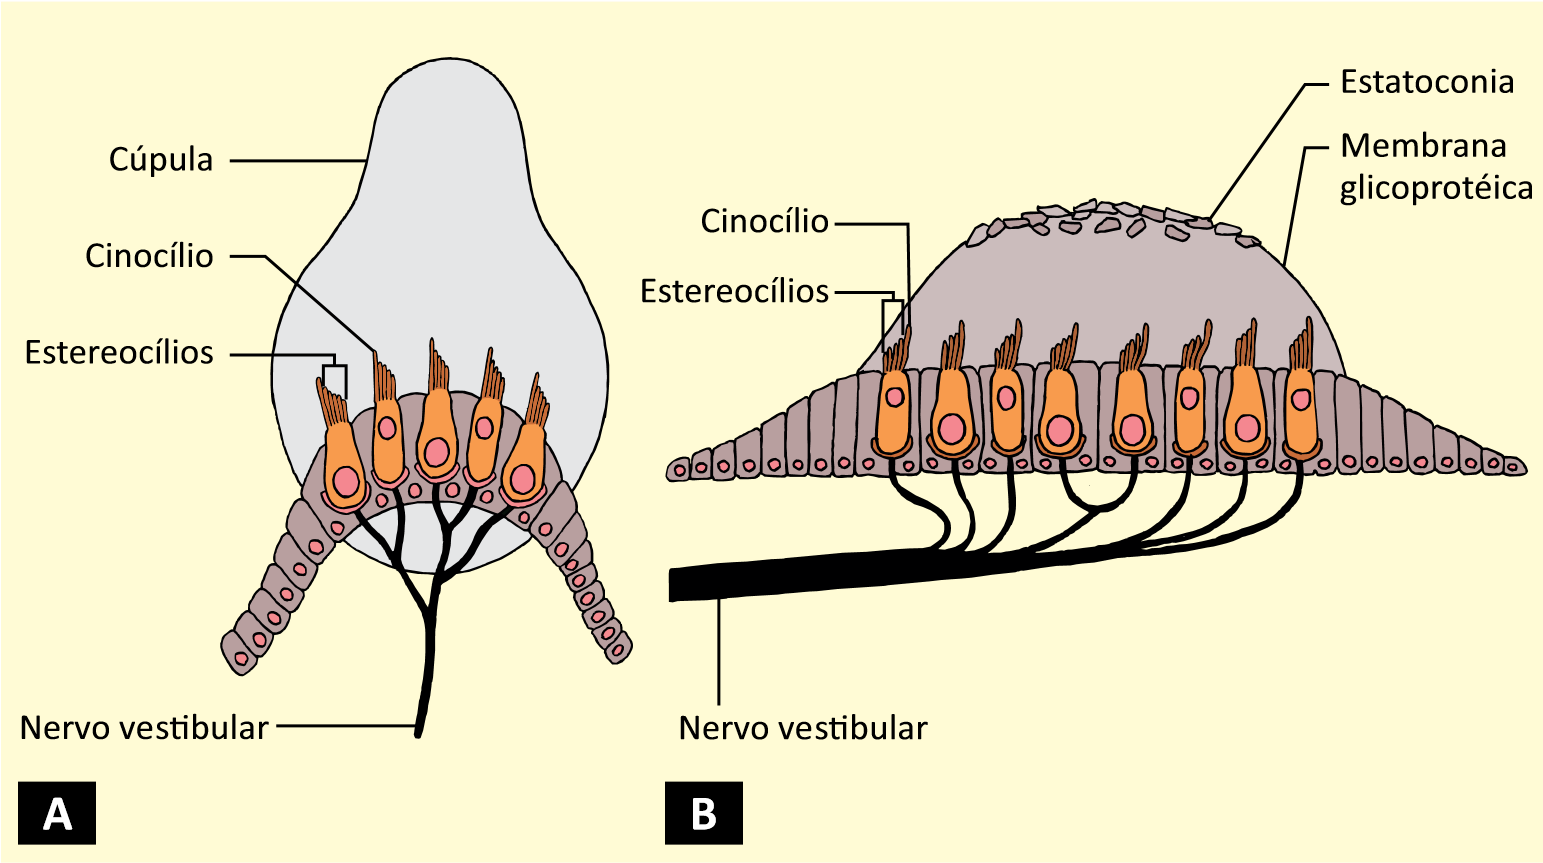 Cúpula
Cinocílio
Estereocílios
Nervo vestibular
A
Estatoconia
Membrana
glicoprotéica
Cinocílio
Estereocílios
Nervo vestibular
B